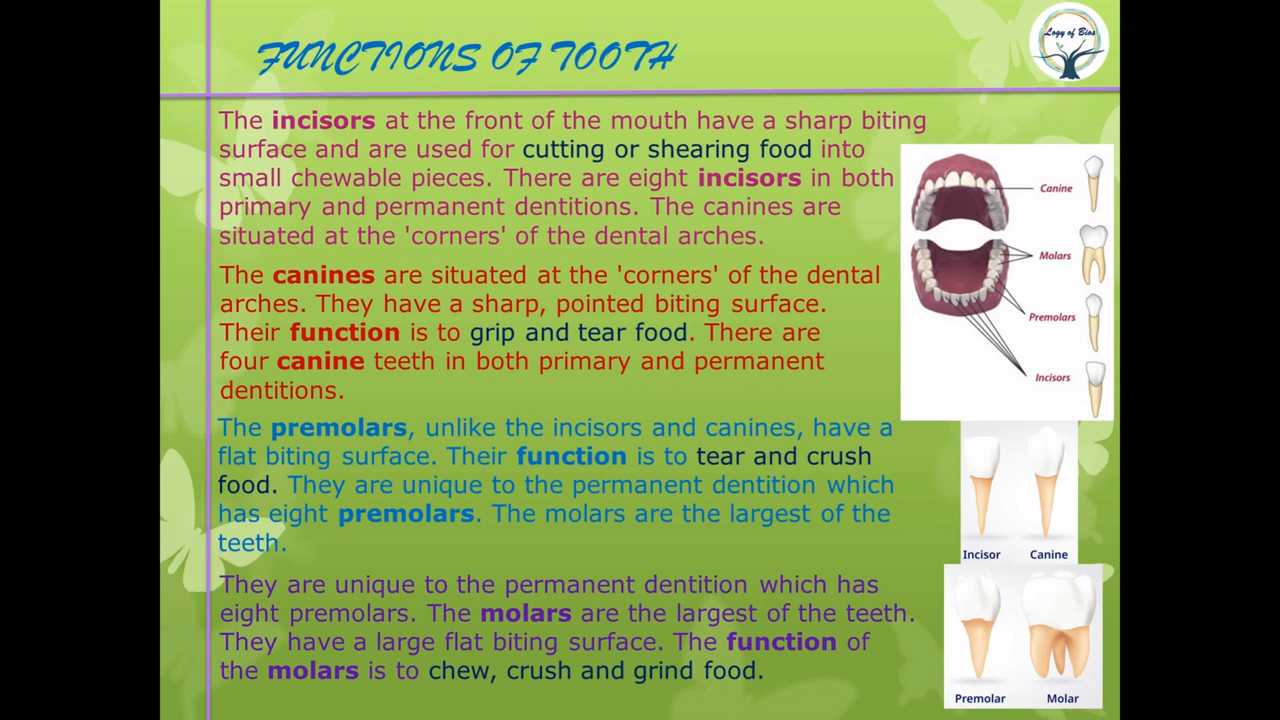 FUNCTIONS OF TOOTH
Logy of Bios
The incisors at the front of the mouth have a sharp biting
surface and are used for cutting or shearing food into
small chewable pieces. There are eight incisors in both
primary and permanent dentitions. The canines are
situated at the 'corners' of the dental arches.
The canines are situated at the 'corners' of the dental
arches. They have a sharp, pointed biting surface.
Their function is to grip and tear food. There are
four canine teeth in both primary and permanent
dentitions.
The premolars, unlike the incisors and canines, have a
flat biting surface. Their function is to tear and crush
food. They are unique to the permanent dentition which
has eight premolars. The molars are the largest of the
teeth.
They are unique to the permanent dentition which has
eight premolars. The molars are the largest of the teeth.
They have a large flat biting surface. The function of
the molars is to chew, crush and grind food.
Canine
Molars
Premolars
Incisors
Incisor Canine
Premolar Molar